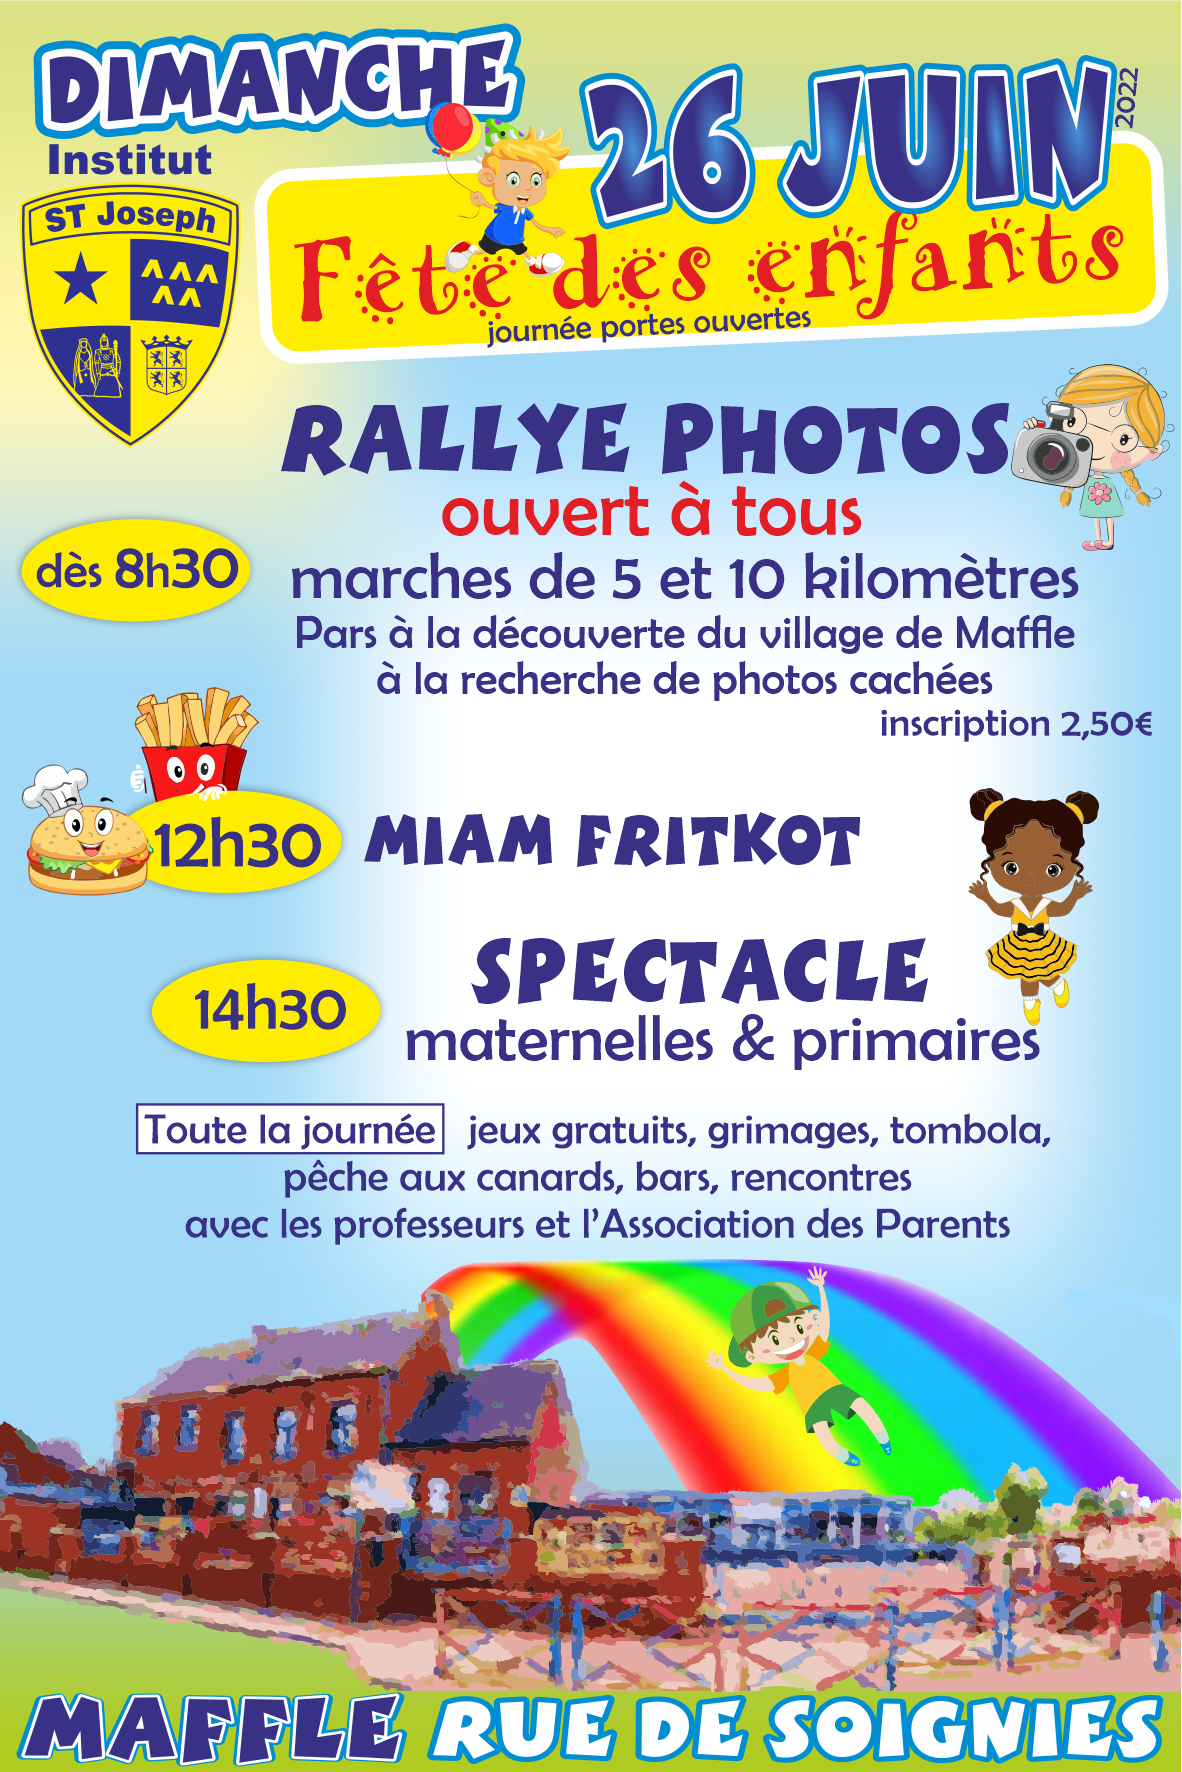 DIMANCHE
26 JUIN
2022
Institut
ST Joseph
Fête des enfants
journée portes ouvertes
RALLYE PHOTOS
ouvert à tous
dès 8h30
marches de 5 et 10 kilomètres
Pars à la découverte du village de Maffle
à la recherche de photos cachées
inscription 2,50€
12h30
MIAM FRITKOT
14h30
SPECTACLE
maternelles & primaires
Toute la journée jeux gratuits, grimages, tombola,
pêche aux canards, bars, rencontres
avec les professeurs et l'Association des Parents
MAFFLE RUE DE SOIGNIES